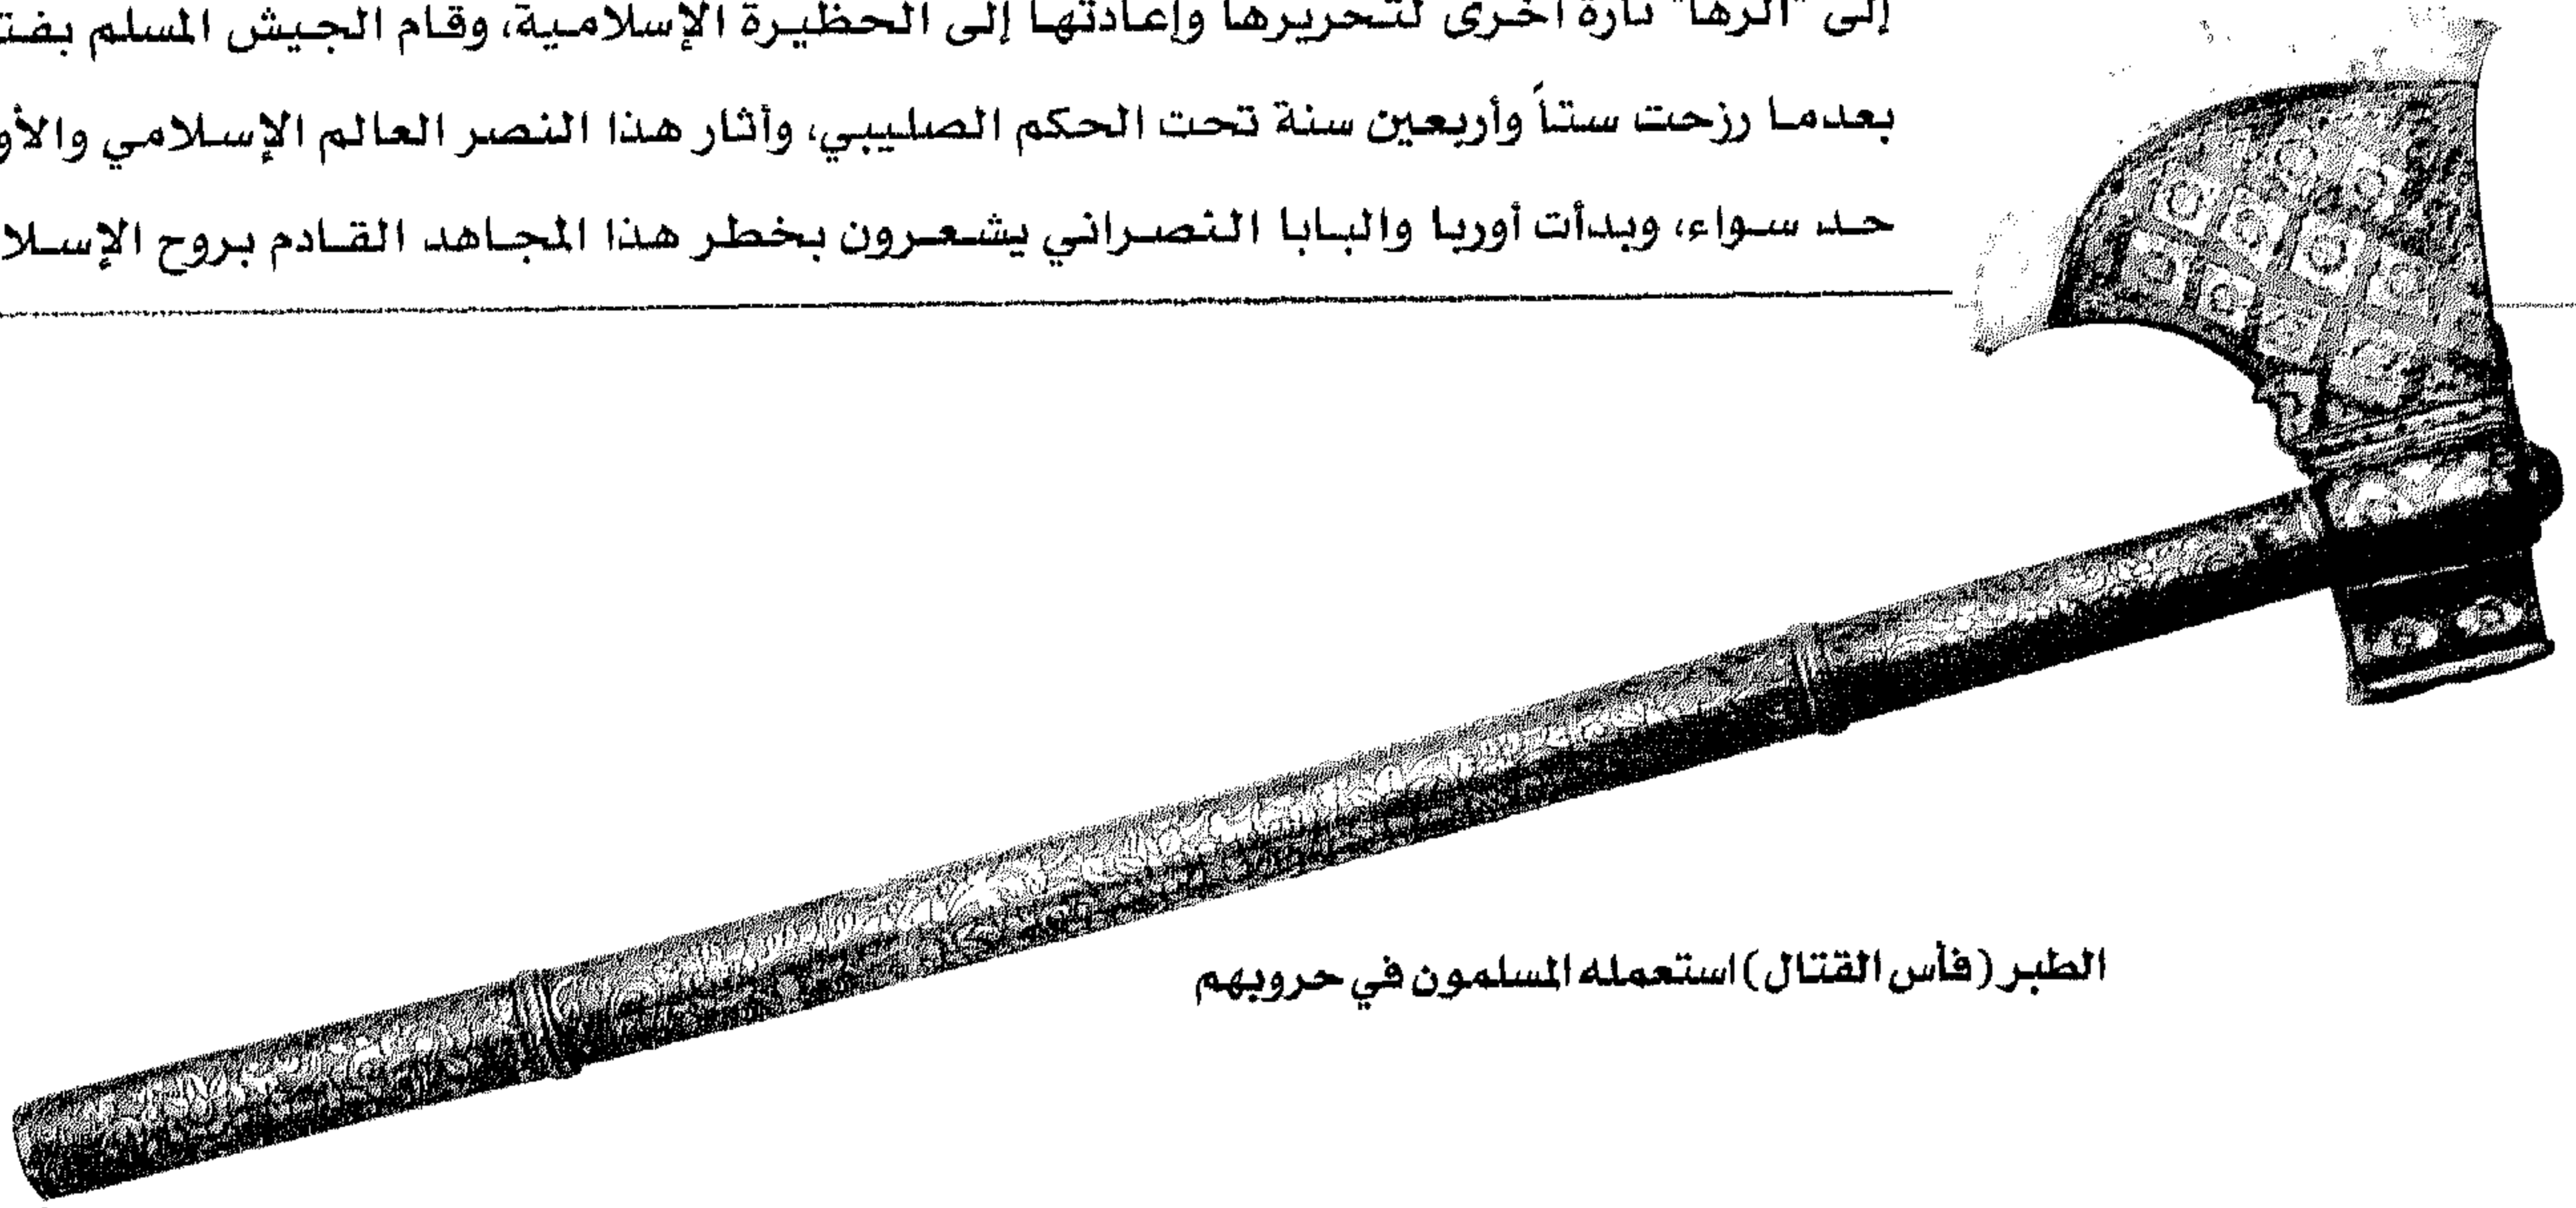 إلى "الرها" تارة أخرى لتحريرها وإعادتها إلى الحظيرة الإسلامية، وقام الجيش المسلم
بعدما رزحت ستاً وأربعين سنة تحت الحكم الصليبي، وأثار هذا النصر العالم الإسلامي
حد سواء، وبدأت أوربا والبابا النصراني يشعرون بخطر هذا المجاهد القادم بروح
الطبر (فأس القتال) استعمله المسلمون في حروبهم